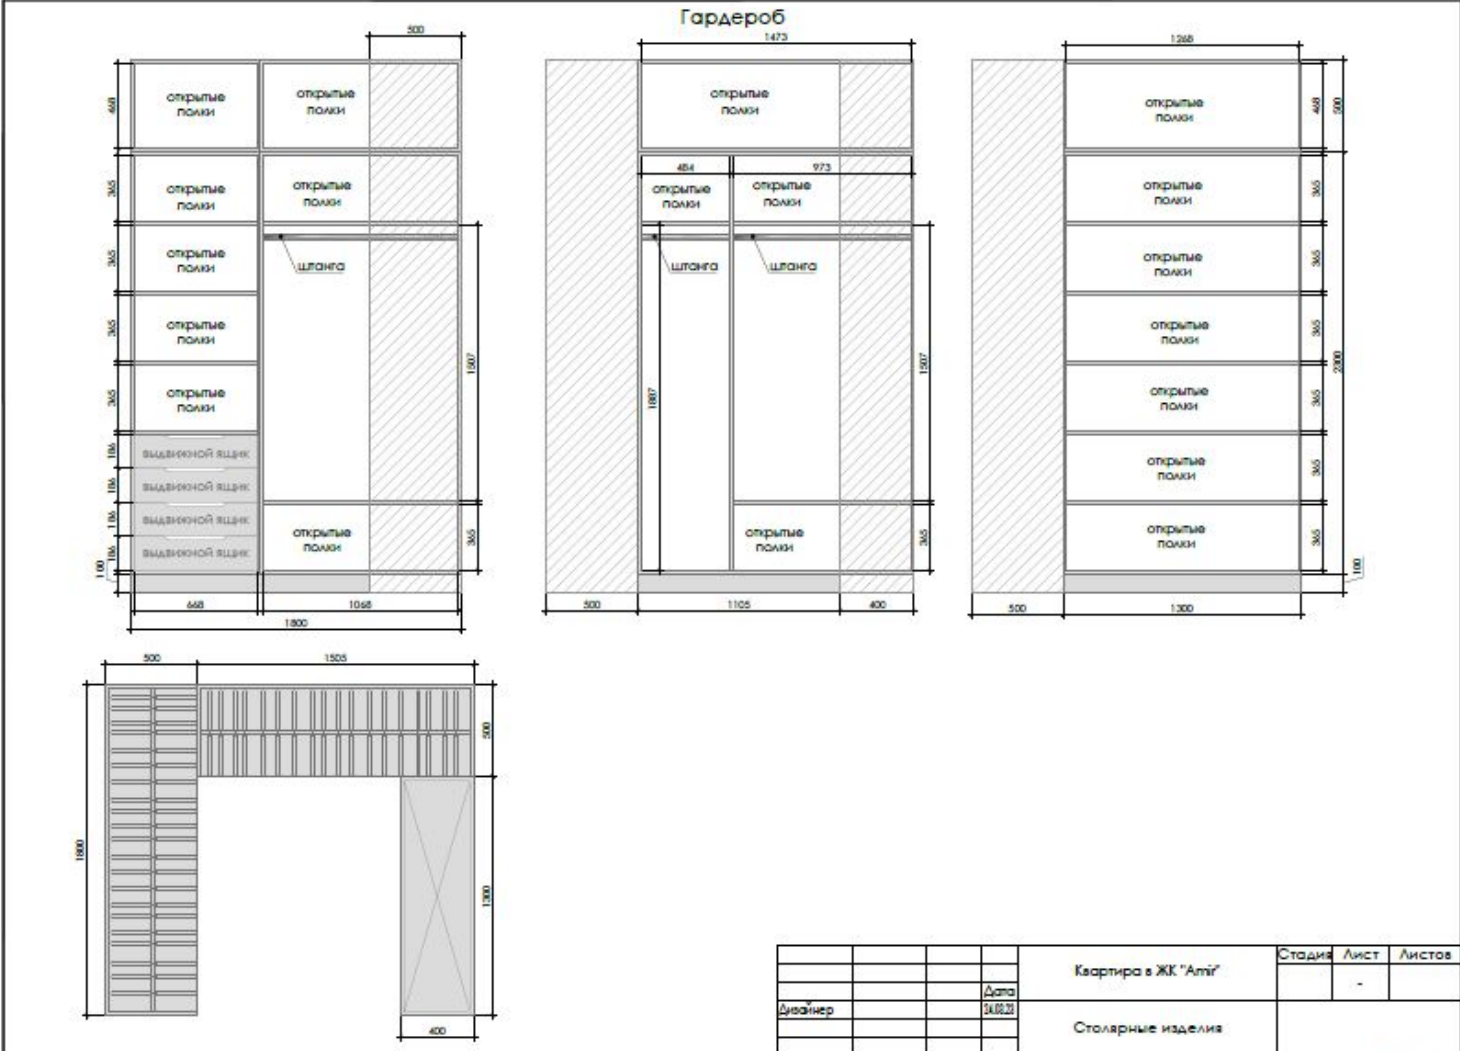 Гардероб
500
468
365
365
365
365
186
186
186
186
100
открытые
полки
открытые
полки
открытые
полки
открытые
полки
открытые
полки
штанга
открытые
полки
открытые
полки
выдвижной ящик
выдвижной ящик
выдвижной ящик
выдвижной ящик
открытые
полки
1507
365
668
1068
1800
1473
открытые
полки
484
973
открытые
полки
открытые
полки
штанга
штанга
1887
1507
открытые
полки
365
500
1105
400
1268
открытые
полки
468
500
открытые
полки
365
открытые
полки
365
открытые
полки
365
2300
открытые
полки
365
открытые
полки
365
открытые
полки
365
100
500
1300
500
1505
500
1800
1300
400
Квартира в ЖК "Amir"
Стадия
Лист
Листов
-
Дата
Дизайнер
24.03.23
Столярные изделия